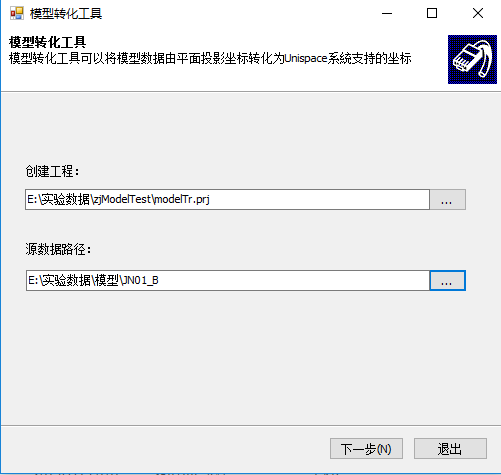 模型转化工具
模型转化工具
模型转化工具可以将模型数据由平面投影坐标转化为Unispace系统支持的坐标
创建工程：
E:\实验数据\zjModelTest\modelTr.prj
...
源数据路径：
E:\实验数据\模型\JN01_B
...
下一步(N)
退出